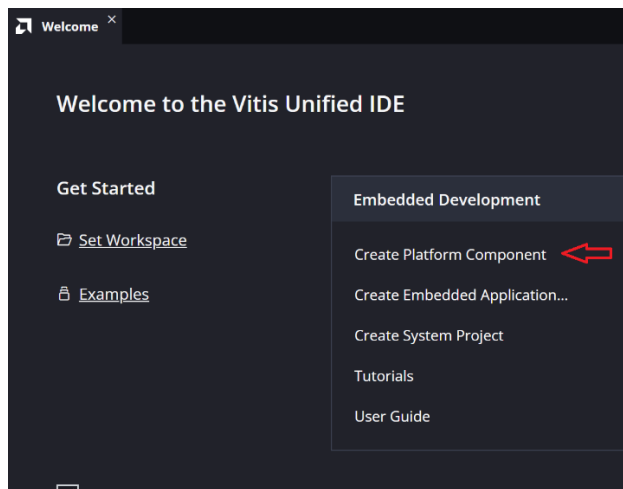 Welcome
Welcome to the Vitis Unified IDE
Get Started
Set Workspace
Examples
Embedded Development
Create Platform Component
Create Embedded Application...
Create System Project
Tutorials
User Guide